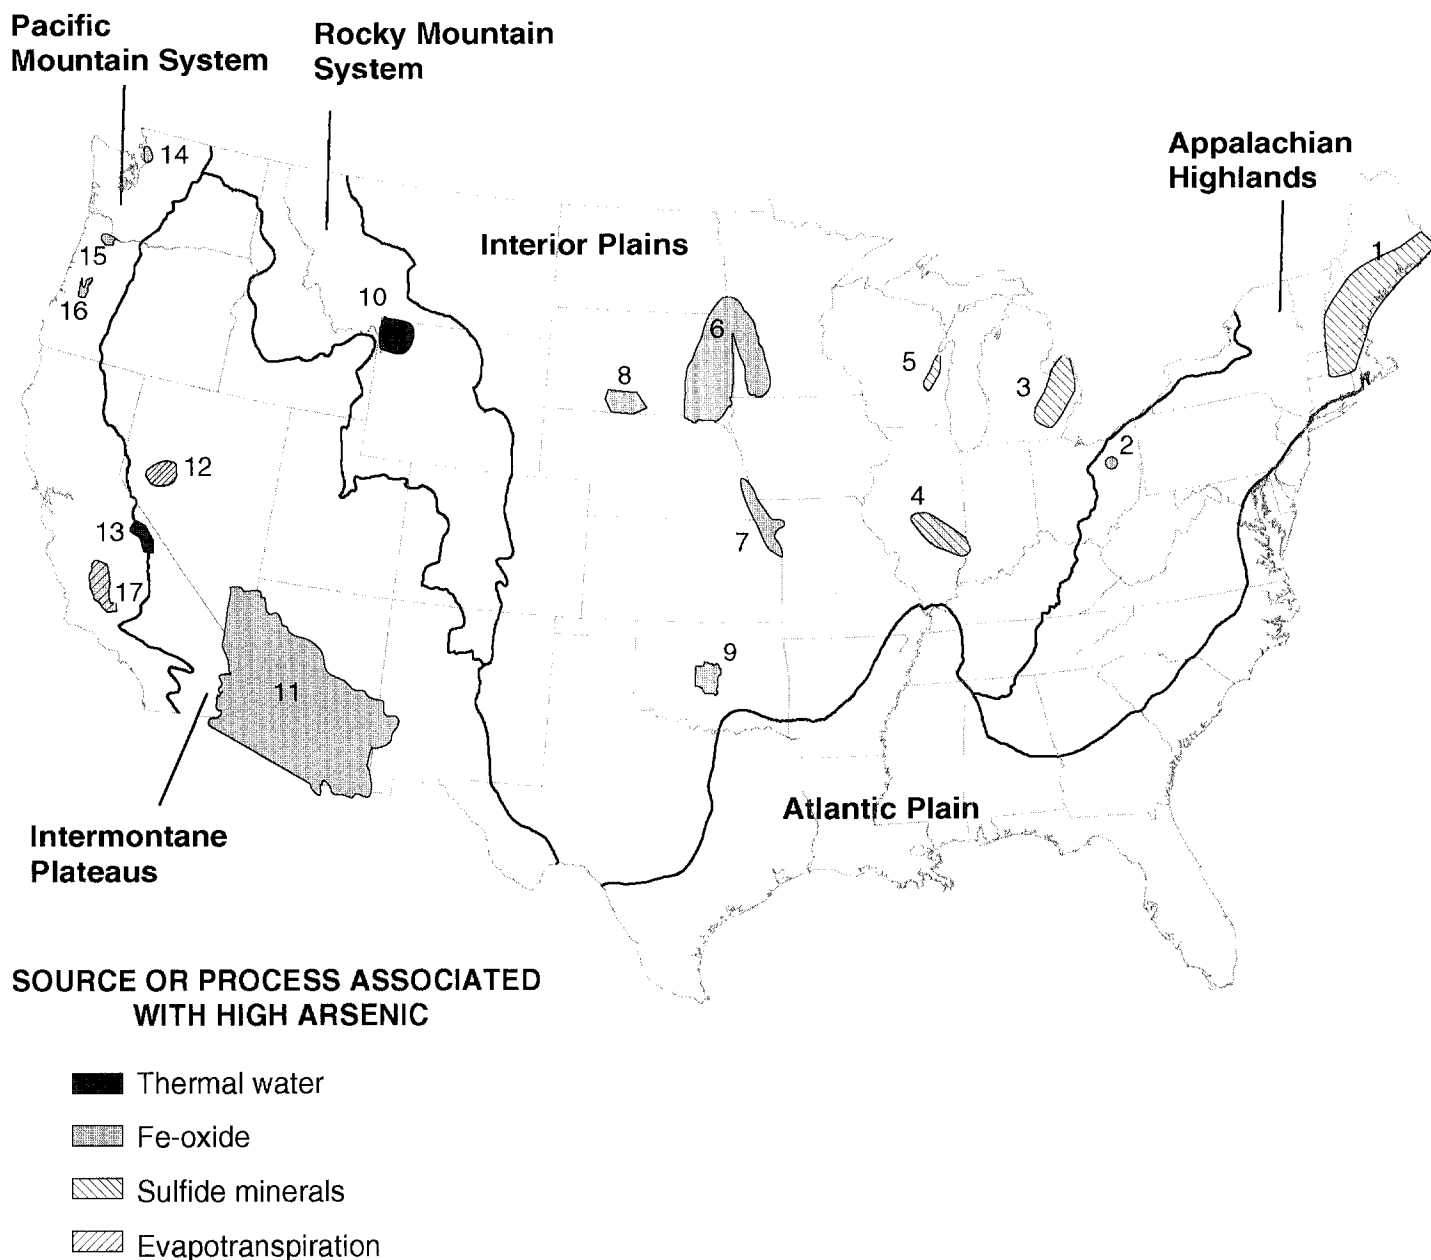 Pacific
Mountain System
Rocky Mountain
System
Appalachian
Highlands
14
1
15
Interior Plains
16
10
6
5
8
3
2
12
4
13
7
17
9
11
Atlantic Plain
Intermontane
Plateaus
SOURCE OR PROCESS ASSOCIATED
WITH HIGH ARSENIC
Thermal water
Fe-oxide
Sulfide minerals
Evapotranspiration